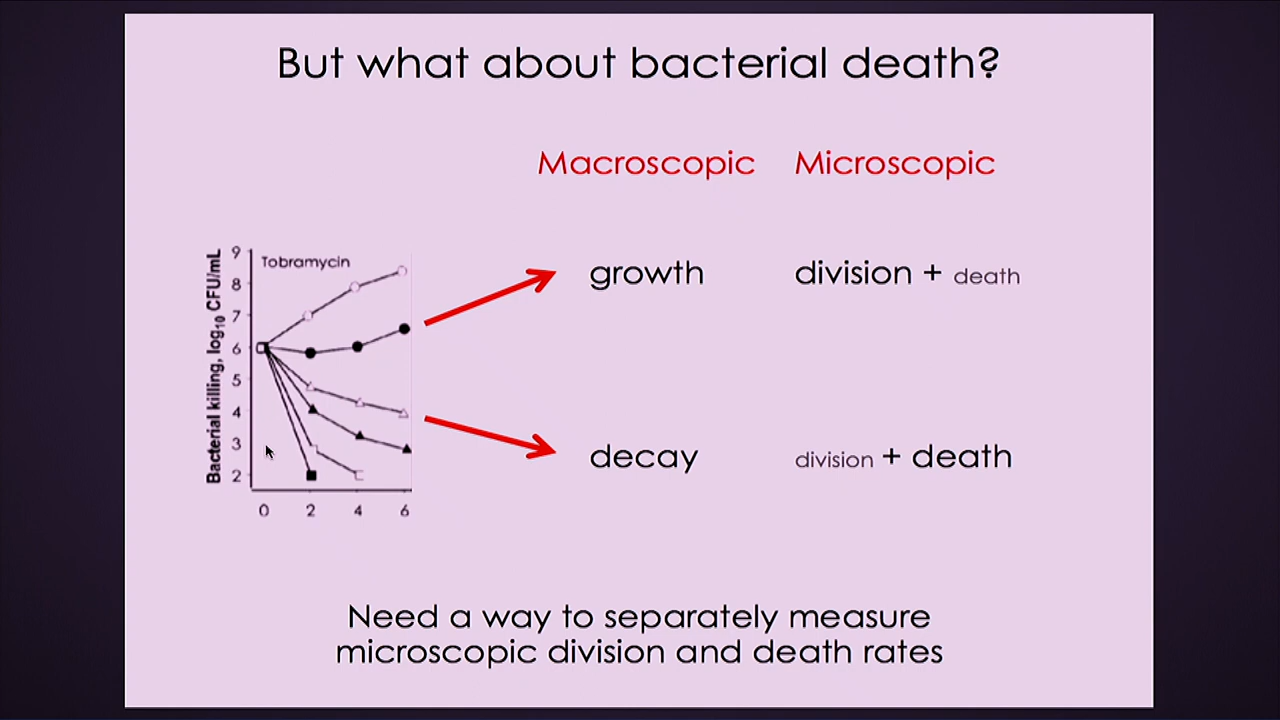 But what about bacterial death?
Macroscopic Microscopic
Tobramycin
Bacterial killing, log10 CFU/mL
9
8
7
6
5
4
3
2
0 2 4 6
growth division + death
decay division + death
Need a way to separately measure
microscopic division and death rates